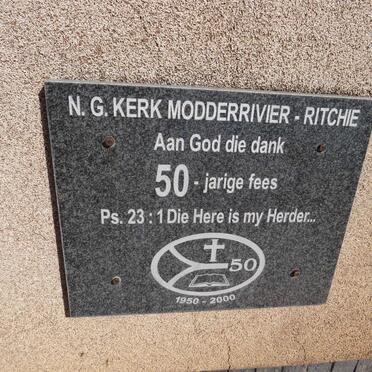 N. G. KERK MODDERRIVIER - RITCHIE
Aan God die dank
50 - jarige fees
Ps. 23 : 1 Die Here is my Herder...
50
1950 - 2000